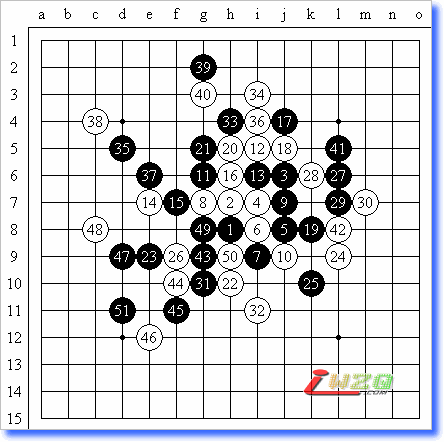 a b c d e f g h i j k l m n o
1
2 39
3 40 34
4 38 33 36 17
5 35 21 20 12 18 41
6 37 11 16 13 3 28 27
7 14 15 8 2 4 9 29 30
8 48 49 1 6 5 19 42
9 47 23 26 43 50 7 10 24
10 44 31 22 25
11 51 45 32
12 46
13
14 iWZQ
.COM
15